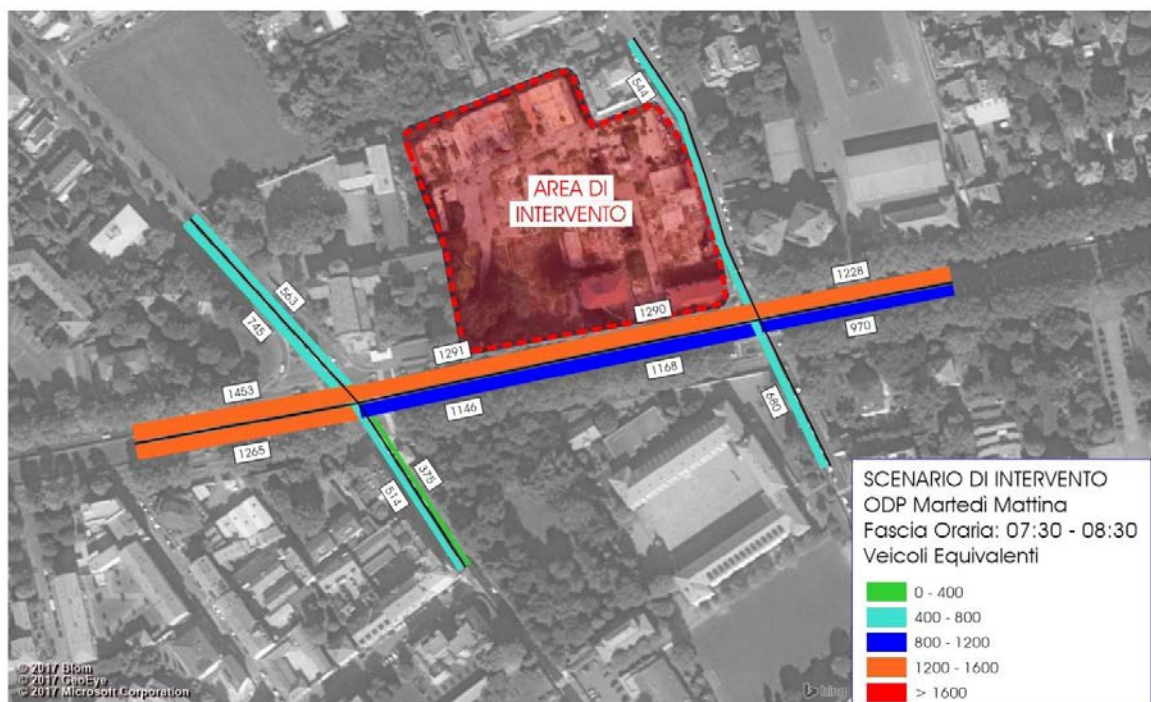 544
AREA DI
INTERVENTO
563
745
1228
1290
970
1291
1168
1453
1146
680
1265
375
514
SCENARIO DI INTERVENTO
ODP Martedì Mattina
Fascia Oraria: 07:30 - 08:30
Veicoli Equivalenti
0 - 400
400 - 800
800 - 1200
1200 - 1600
> 1600
© 2017 Blom
© 2017 GeoEye
© 2017 Microsoft Corporation
bing